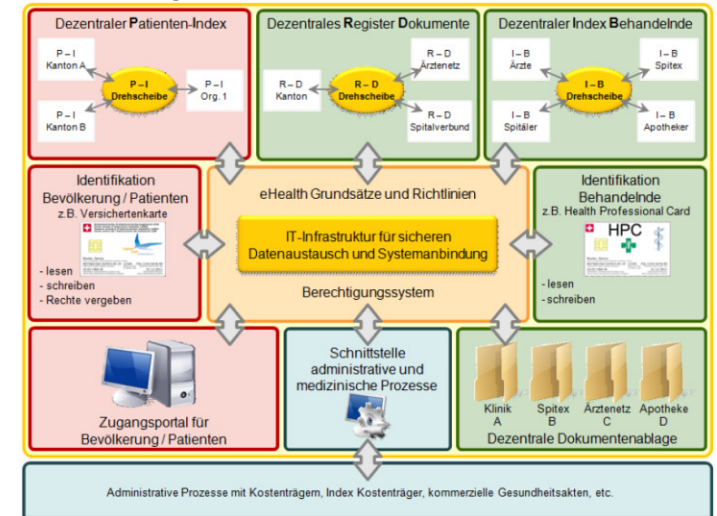 Dezentraler Patienten-Index
P – I
Kanton A
P – I
Drehscheibe
P – I
Org. 1
P – I
Kanton B
Dezentrales Register Dokumente
R – D
Ärztenetz
R – D
Kanton
R – D
Drehscheibe
R – D
Spitalverbund
Dezentraler Index Behandelnde
I – B
Ärzte
I – B
Spitex
I – B
Drehscheibe
I – B
Spitäler
I – B
Apotheker
Identifikation
Bevölkerung / Patienten
z.B. Versichertenkarte
- lesen
- schreiben
- Rechte vergeben
eHealth Grundsätze und Richtlinien
IT-Infrastruktur für sicheren
Datenaustausch und Systemanbindung
Berechtigungssystem
Identifikation
Behandelnde
z.B. Health Professional Card
HPC
- lesen
- schreiben
Zugangsportal für
Bevölkerung / Patienten
Schnittstelle
administrative und
medizinische Prozesse
Klinik
A
Spitex
B
Ärztenetz
C
Apotheke
D
Dezentrale Dokumentenablage
Administrative Prozesse mit Kostenträgern, Index Kostenträger, kommerzielle Gesundheitsakten, etc.